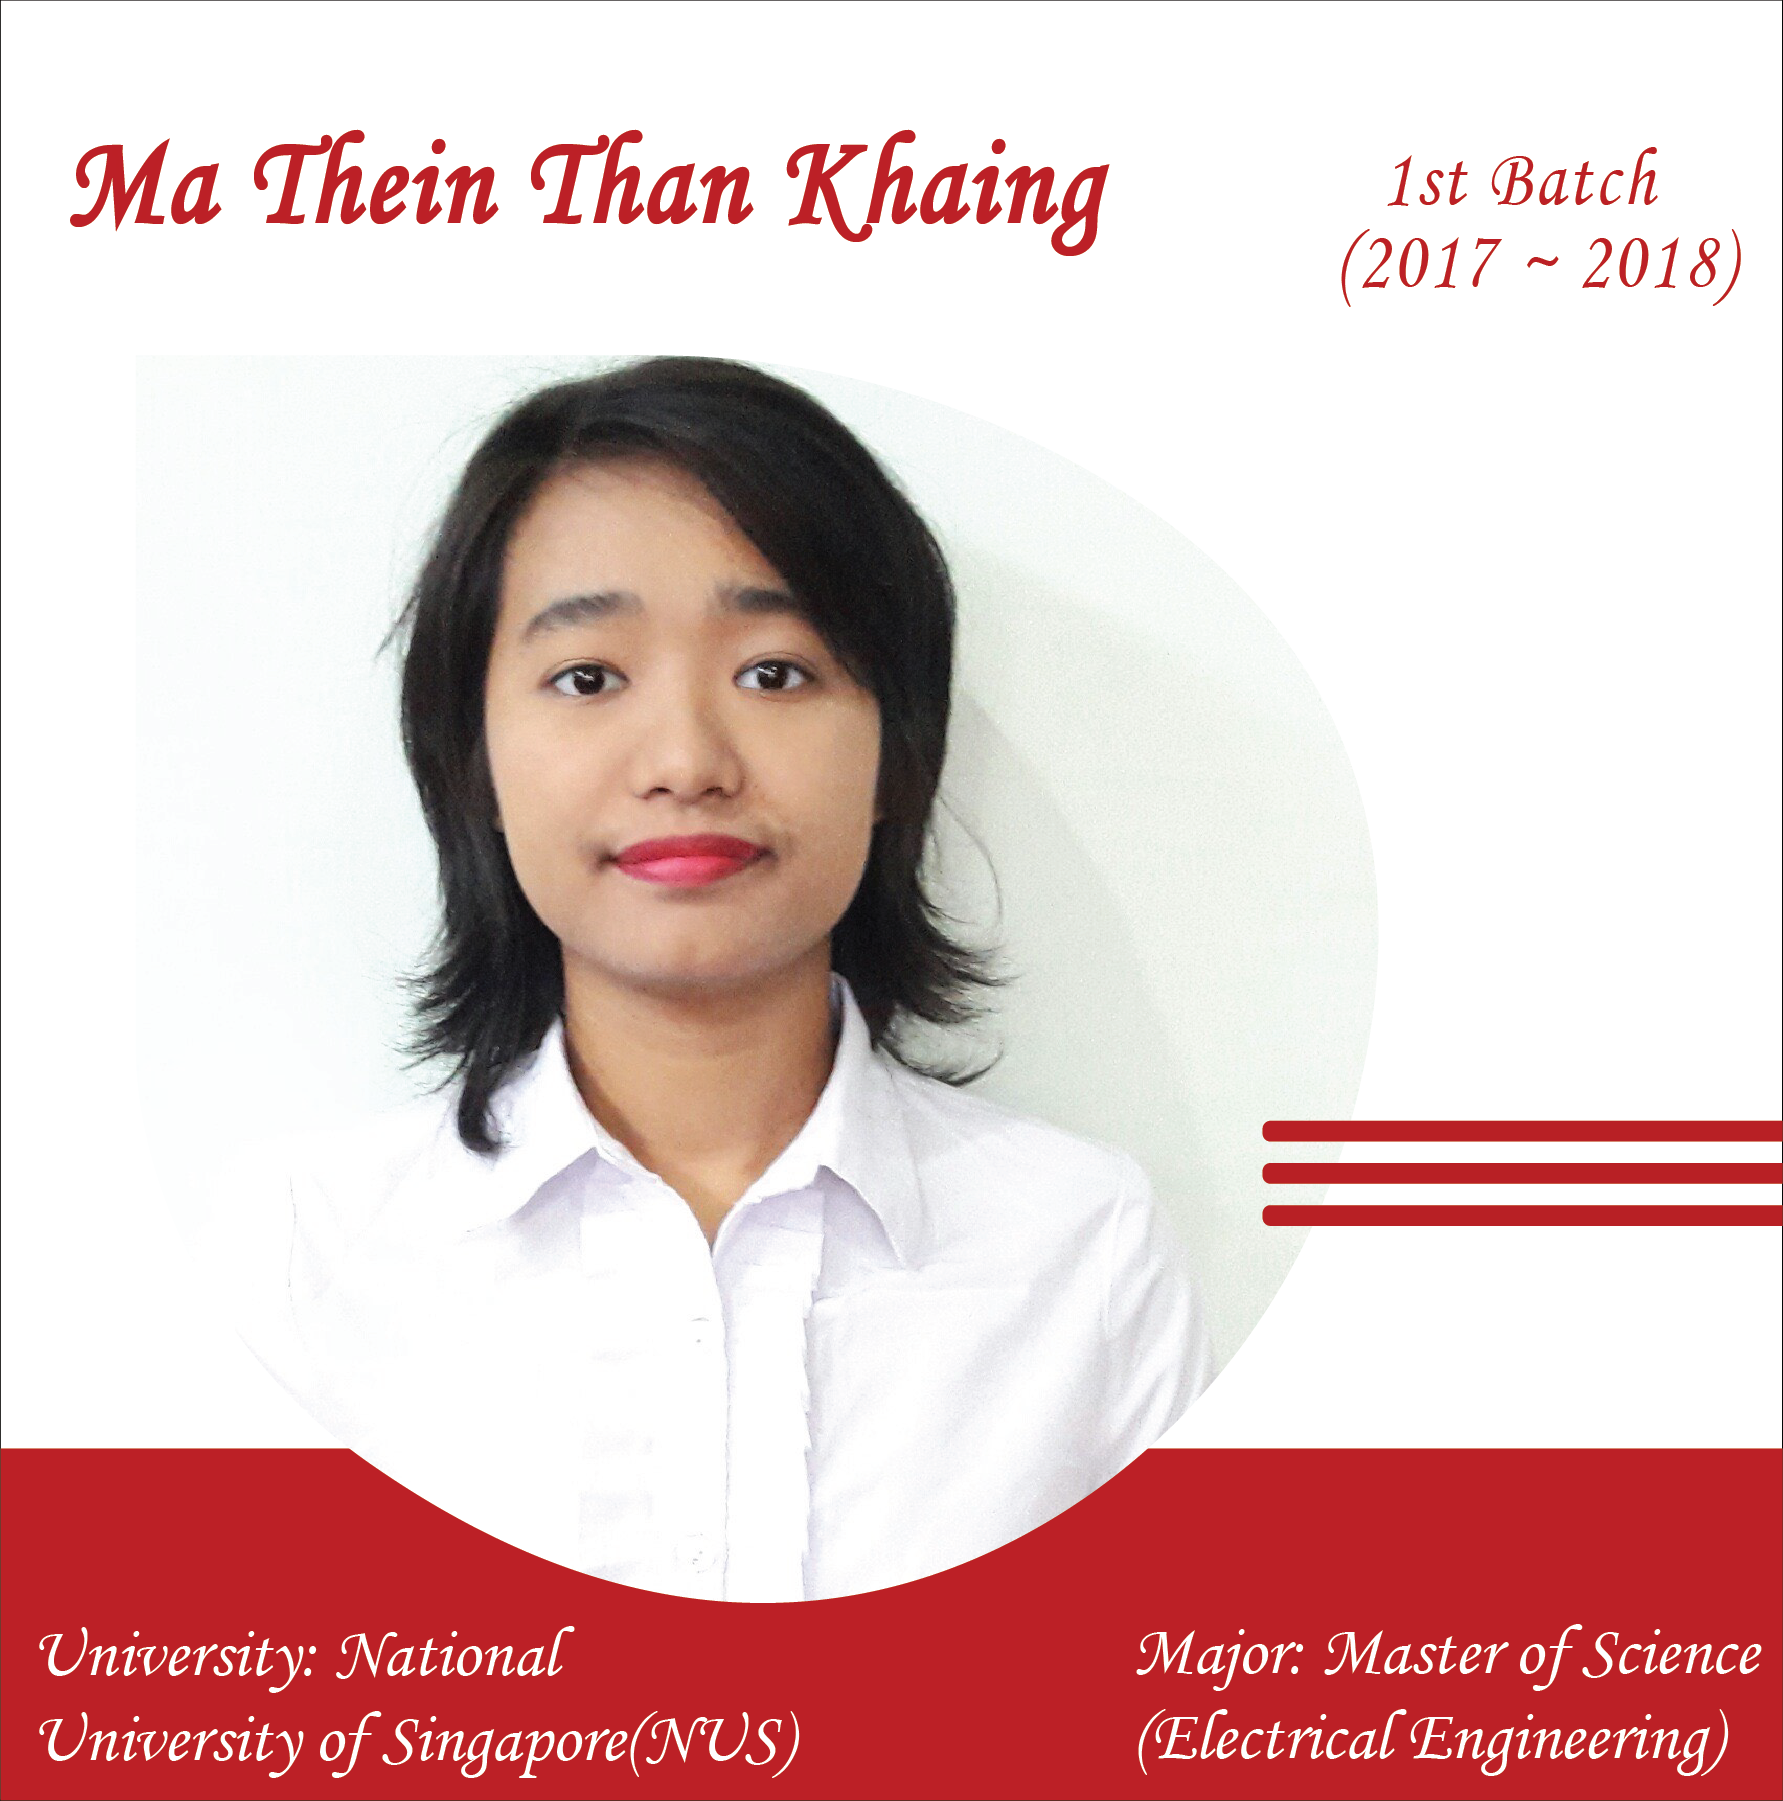 Ma Thein Than Khaing
1st Batch
(2017 ~ 2018)
University: National
University of Singapore(NUS)
Major: Master of Science
(Electrical Engineering)